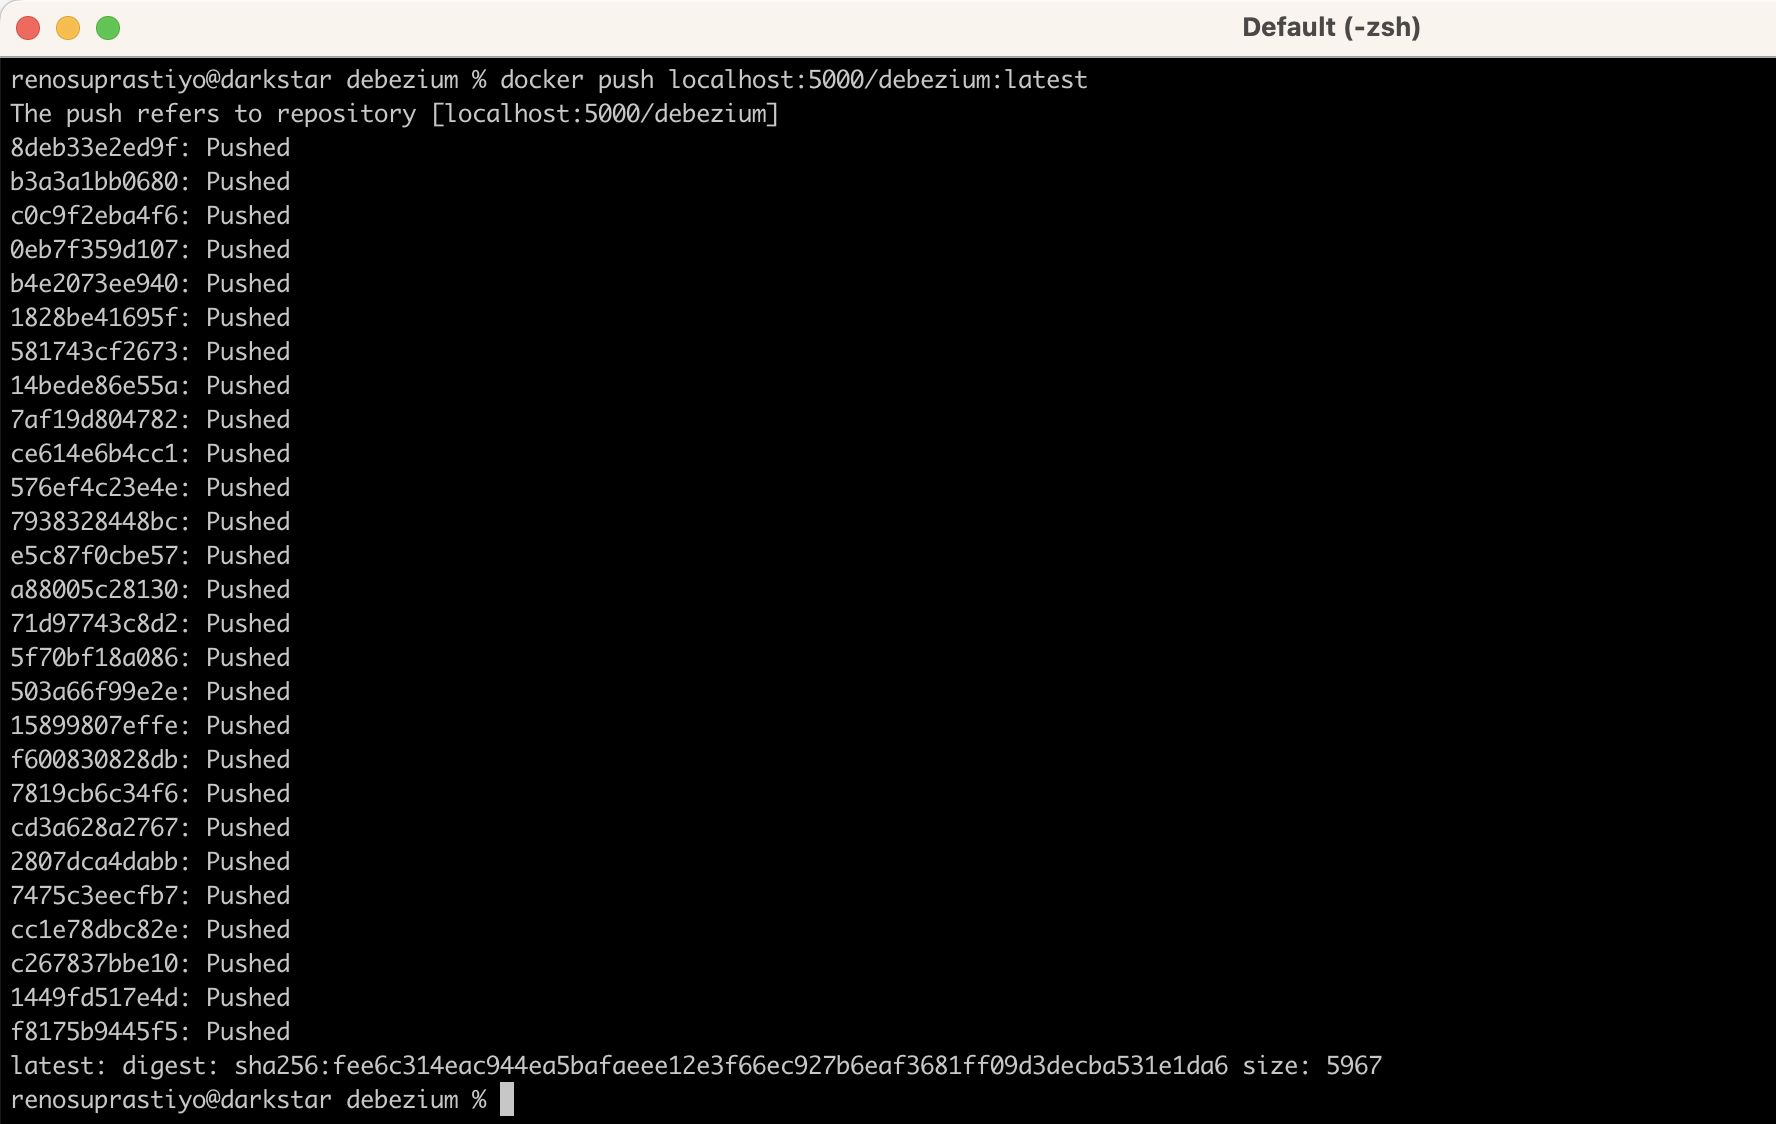 Default (-zsh)
renosuprastiyo@darkstar debezium % docker push localhost:5000/debezium:latest
The push refers to repository [localhost:5000/debezium]
8deb33e2ed9f: Pushed
b3a3a1bb0680: Pushed
c0c9f2eba4f6: Pushed
0eb7f359d107: Pushed
b4e2073ee940: Pushed
1828be41695f: Pushed
581743cf2673: Pushed
14bede86e55a: Pushed
7af19d804782: Pushed
ce614e6b4cc1: Pushed
576ef4c23e4e: Pushed
7938328448bc: Pushed
e5c87f0cbe57: Pushed
a88005c28130: Pushed
71d97743c8d2: Pushed
5f70bf18a086: Pushed
503a66f99e2e: Pushed
15899807effe: Pushed
f600830828db: Pushed
7819cb6c34f6: Pushed
cd3a628a2767: Pushed
2807dca4dabb: Pushed
7475c3eecfb7: Pushed
cc1e78dbc82e: Pushed
c267837bbe10: Pushed
1449fd517e4d: Pushed
f8175b9445f5: Pushed
latest: digest: sha256:fee6c314eac944ea5bafaeee12e3f66ec927b6eaf3681ff09d3decba531e1da6 size: 5967
renosuprastiyo@darkstar debezium %